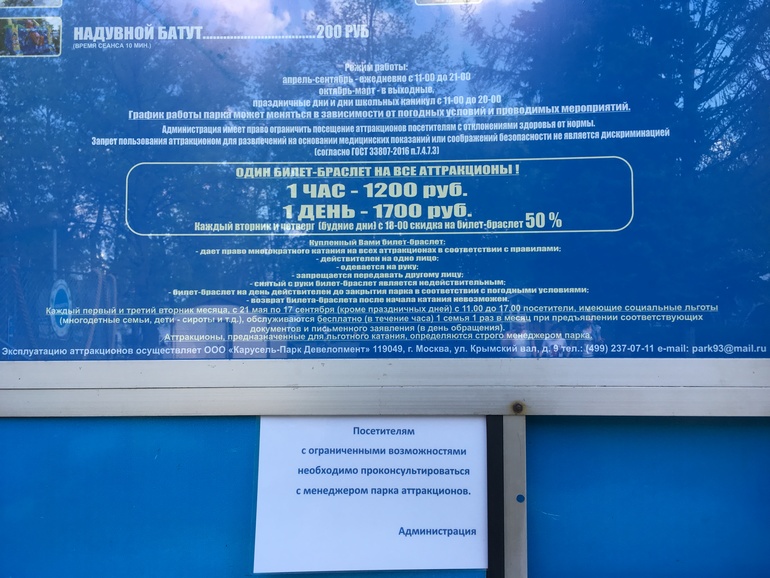 НАДУВНОЙ БАТУТ..........................200 РУБ
(ВРЕМЯ СЕАНСА 10 МИН.)
Режим работы:
апрель-сентябрь - ежедневно с 11-00 до 21-00
октябрь-март - в выходные,
праздничные дни и дни школьных каникул с 11-00 до 20-00
График работы парка может меняться в зависимости от погодных условий и проводимых мероприятий.
Администрация имеет право ограничить посещение аттракционов посетителям с отклонениями здоровья от нормы.
Запрет пользования аттракционом для развлечений на основании медицинских показаний или соображений безопасности не является дискриминацией
(согласно ГОСТ 33807-2016 п.7.4.7.3)
ОДИН БИЛЕТ-БРАСЛЕТ НА ВСЕ АТТРАКЦИОНЫ !
1 ЧАС - 1200 руб.
1 ДЕНЬ - 1700 руб.
Каждый вторник и четверг (будние дни) с 18-00 скидка на билет-браслет 50 %
Купленный Вами билет-браслет:
- дает право многократного катания на всех аттракционах в соответствии с правилами;
- действителен на одно лицо;
- одевается на руку;
- запрещается передавать другому лицу;
- снятый с руки билет-браслет является недействительным;
- билет-браслет на день действителен до закрытия парка в соответствии с погодными условиями;
- возврат билета-браслета после начала катания невозможен.
Каждый первый и третий вторник месяца, с 21 мая по 17 сентября (кроме праздничных дней) с 11.00 до 17.00 посетители, имеющие социальные льготы
(многодетные семьи, дети - сироты и т.д.), обслуживаются бесплатно (в течение часа) 1 семья 1 раз в месяц при предъявлении соответствующих
документов и письменного заявления (в день обращения).
Аттракционы, предназначенные для льготного катания, определяются строго менеджером парка.
Эксплуатацию аттракционов осуществляет ООО «Карусель-Парк Девелопмент» 119049, г. Москва, ул. Крымский вал, д. 9 тел.: (499) 237-07-11 e-mail: park93@mail.ru
Посетителям
с ограниченными возможностями
необходимо проконсультироваться
с менеджером парка аттракционов.
Администрация